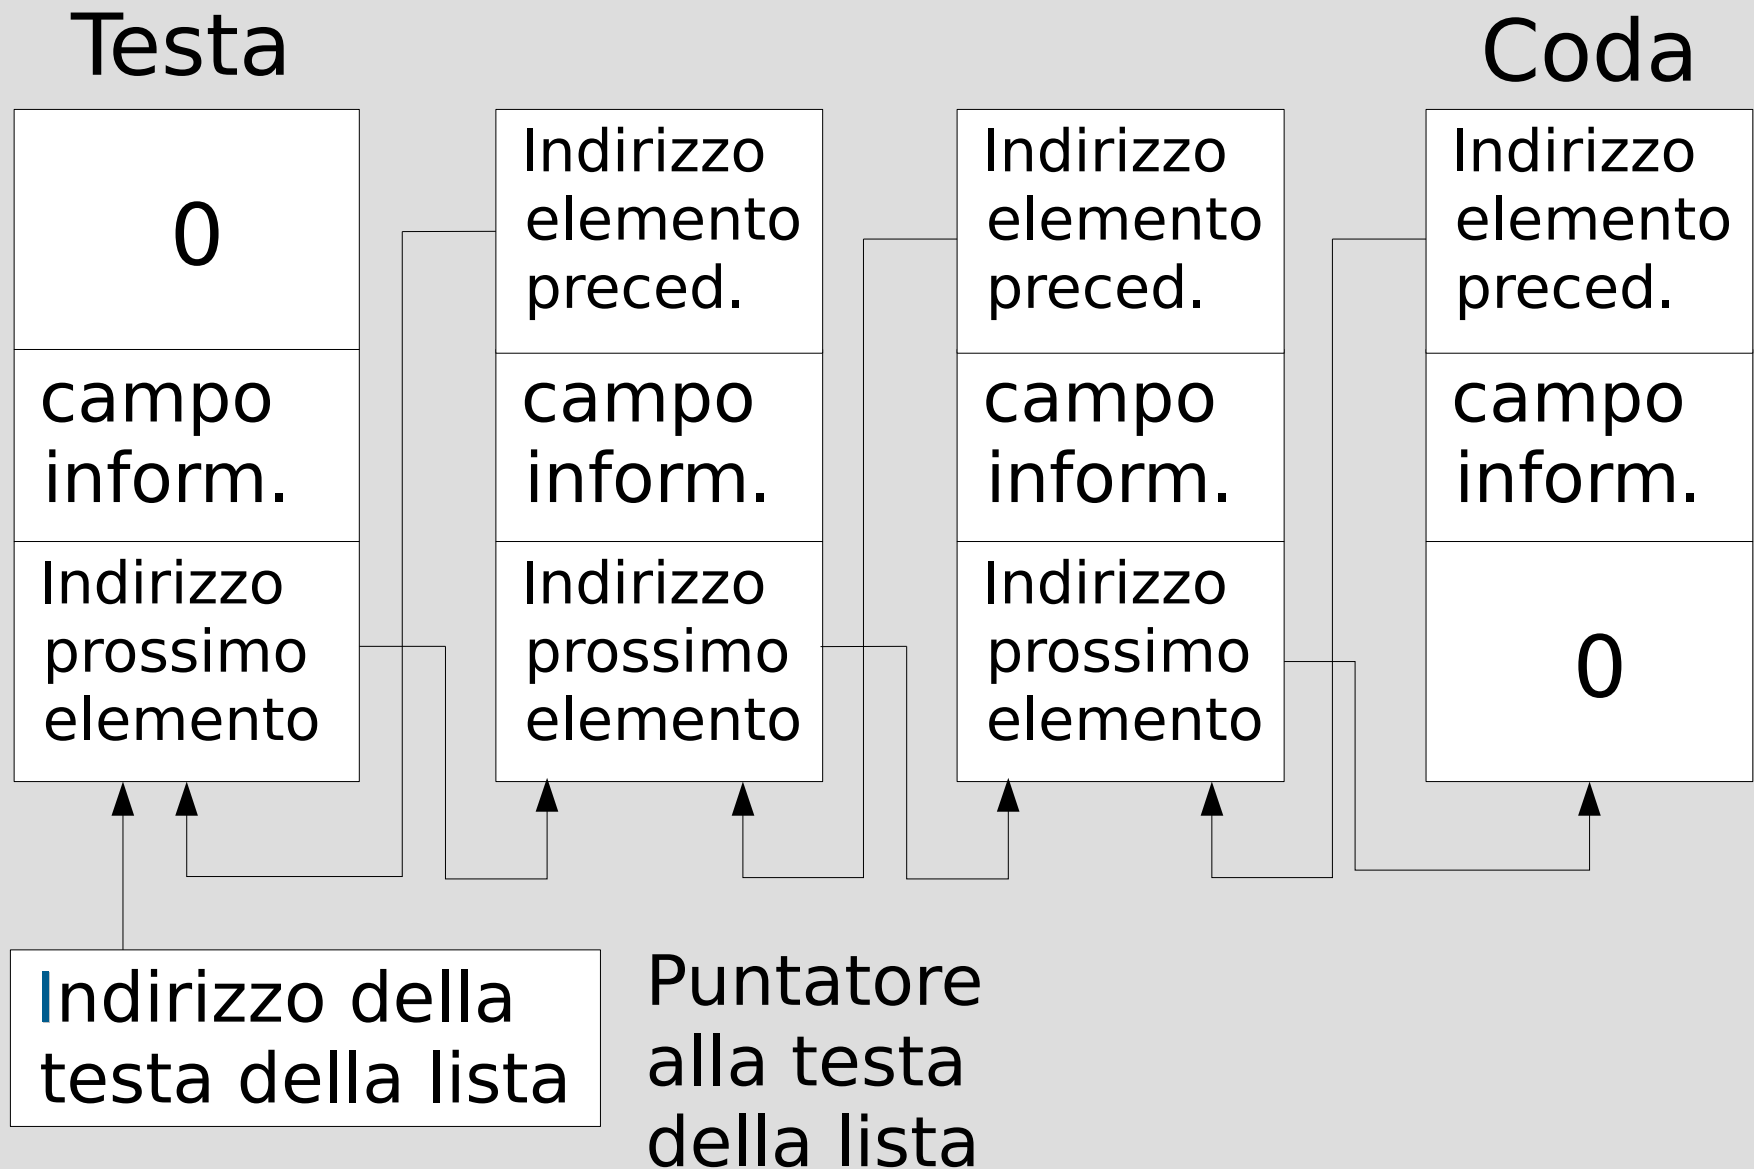 Testa
Coda
0
campo
inform.
Indirizzo
prossimo
elemento
Indirizzo
elemento
preced.
campo
inform.
Indirizzo
prossimo
elemento
Indirizzo
elemento
preced.
campo
inform.
Indirizzo
prossimo
elemento
Indirizzo
elemento
preced.
campo
inform.
0
Indirizzo della
testa della lista
Puntatore
alla testa
della lista